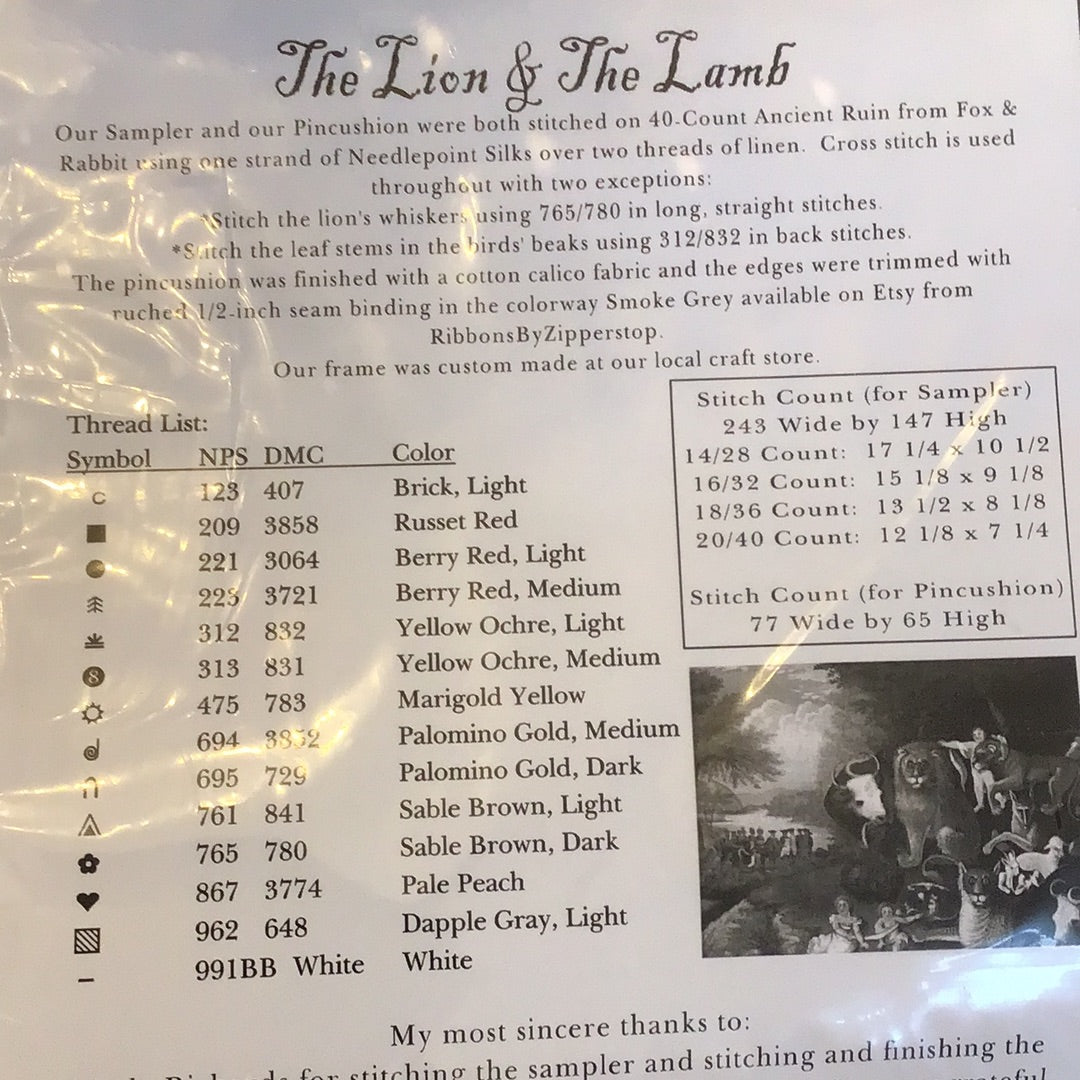 The Lion & The Lamb
Our Sampler and our Pincushion were both stitched on 40-Count Ancient Ruin from Fox &
Rabbit using one strand of Needlepoint Silks over two threads of linen. Cross stitch is used
throughout with two exceptions:
*Stitch the lion's whiskers using 765/780 in long, straight stitches.
*Stitch the leaf stems in the birds' beaks using 312/832 in back stitches.
The pincushion was finished with a cotton calico fabric and the edges were trimmed with
ruched 1/2-inch seam binding in the colorway Smoke Grey available on Etsy from
RibbonsByZipperstop.
Our frame was custom made at our local craft store.
Stitch Count (for Sampler)
243 Wide by 147 High
14/28 Count: 17 1/4 x 10 1/2
16/32 Count: 15 1/8 x 9 1/8
18/36 Count: 13 1/2 x 8 1/8
20/40 Count: 12 1/8 x 7 1/4
Stitch Count (for Pincushion)
77 Wide by 65 High
Thread List:
Symbol NPS DMC Color
c 123 407 Brick, Light
209 3858 Russet Red
221 3064 Berry Red, Light
223 3721 Berry Red, Medium
312 832 Yellow Ochre, Light
8 313 831 Yellow Ochre, Medium
475 783 Marigold Yellow
694 Palomino Gold, Medium
695 729 Palomino Gold, Dark
761 841 Sable Brown, Light
765 780 Sable Brown, Dark
867 3774 Pale Peach
962 648 Dapple Gray, Light
991BB White White
My most sincere thanks to:
for stitching the sampler and stitching and finishing the